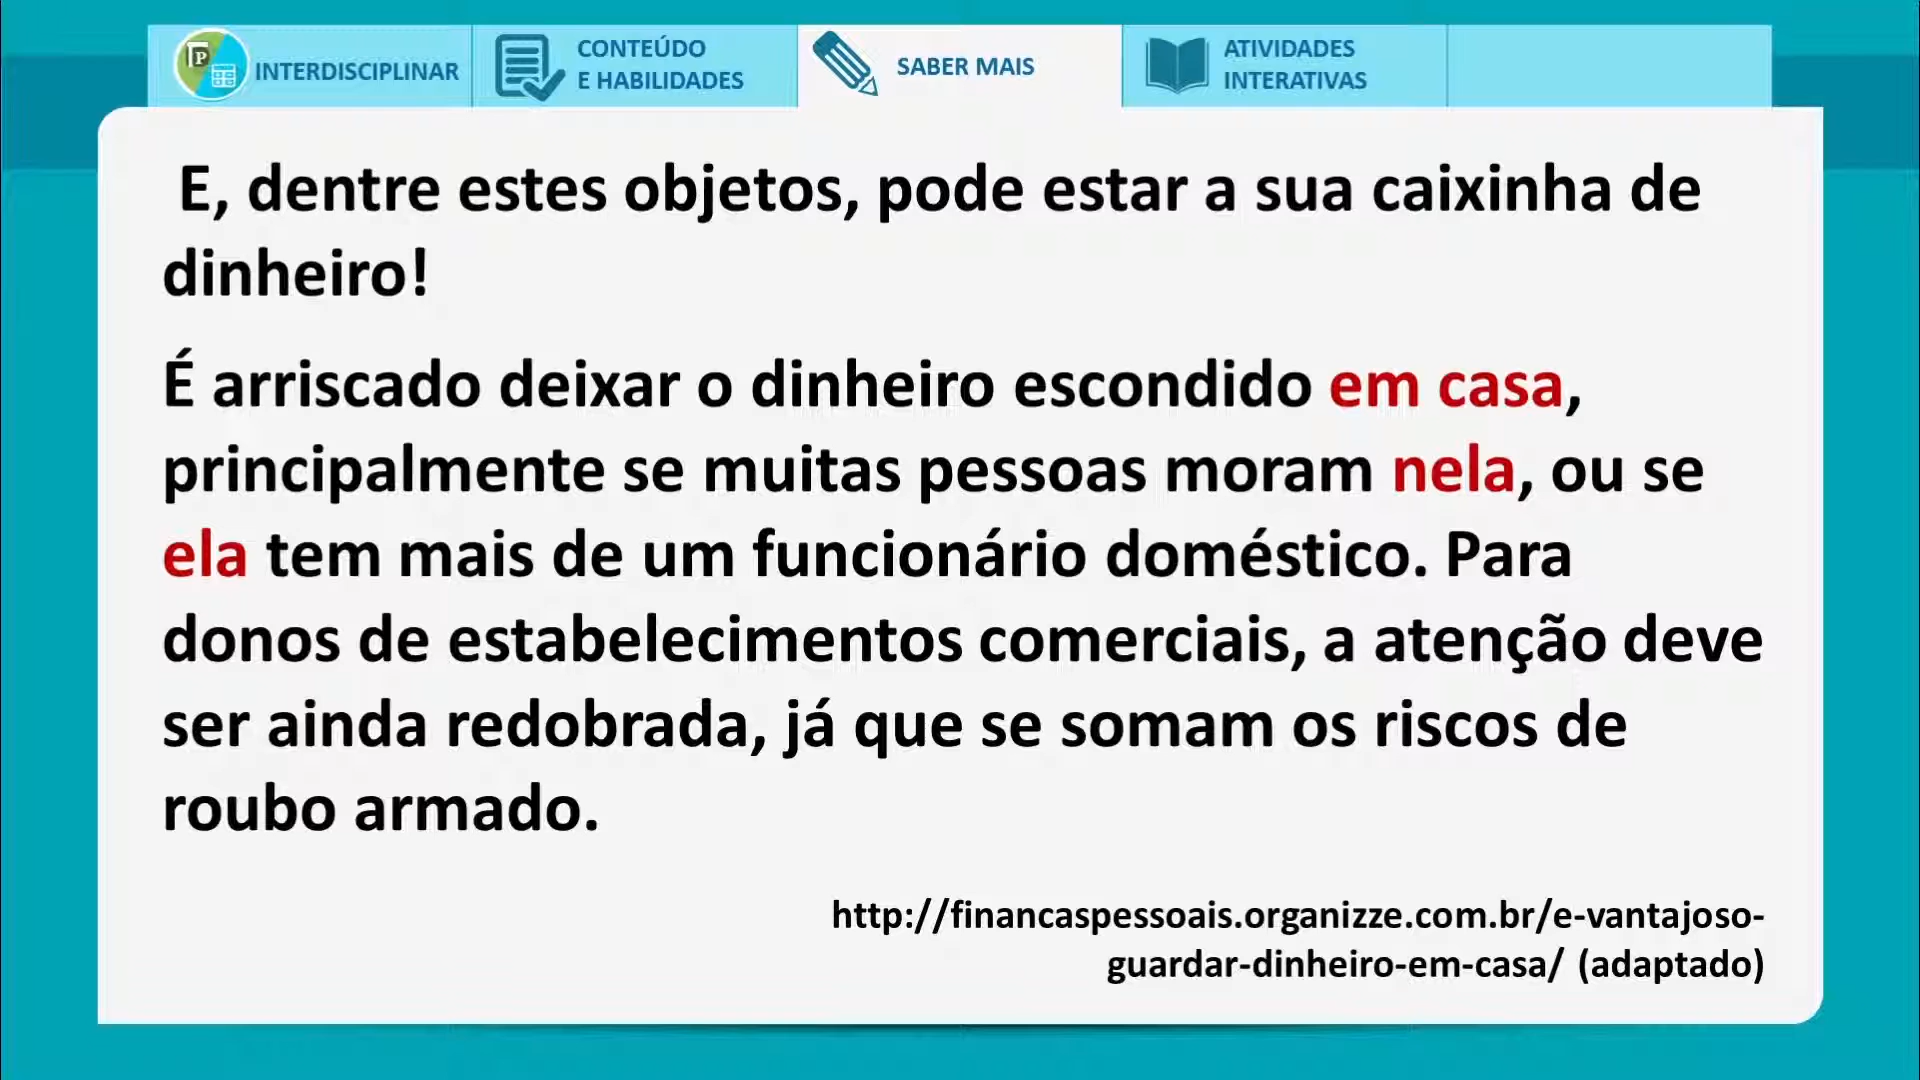 INTERDISCIPLINAR
CONTEÚDO
E HABILIDADES
SABER MAIS
ATIVIDADES
INTERATIVAS
E, dentre estes objetos, pode estar a sua caixinha de
dinheiro!
É arriscado deixar o dinheiro escondido em casa,
principalmente se muitas pessoas moram nela, ou se
ela tem mais de um funcionário doméstico. Para
donos de estabelecimentos comerciais, a atenção deve
ser ainda redobrada, já que se somam os riscos de
roubo armado.
http://financaspessoais.organizze.com.br/e-vantajoso-
guardar-dinheiro-em-casa/ (adaptado)